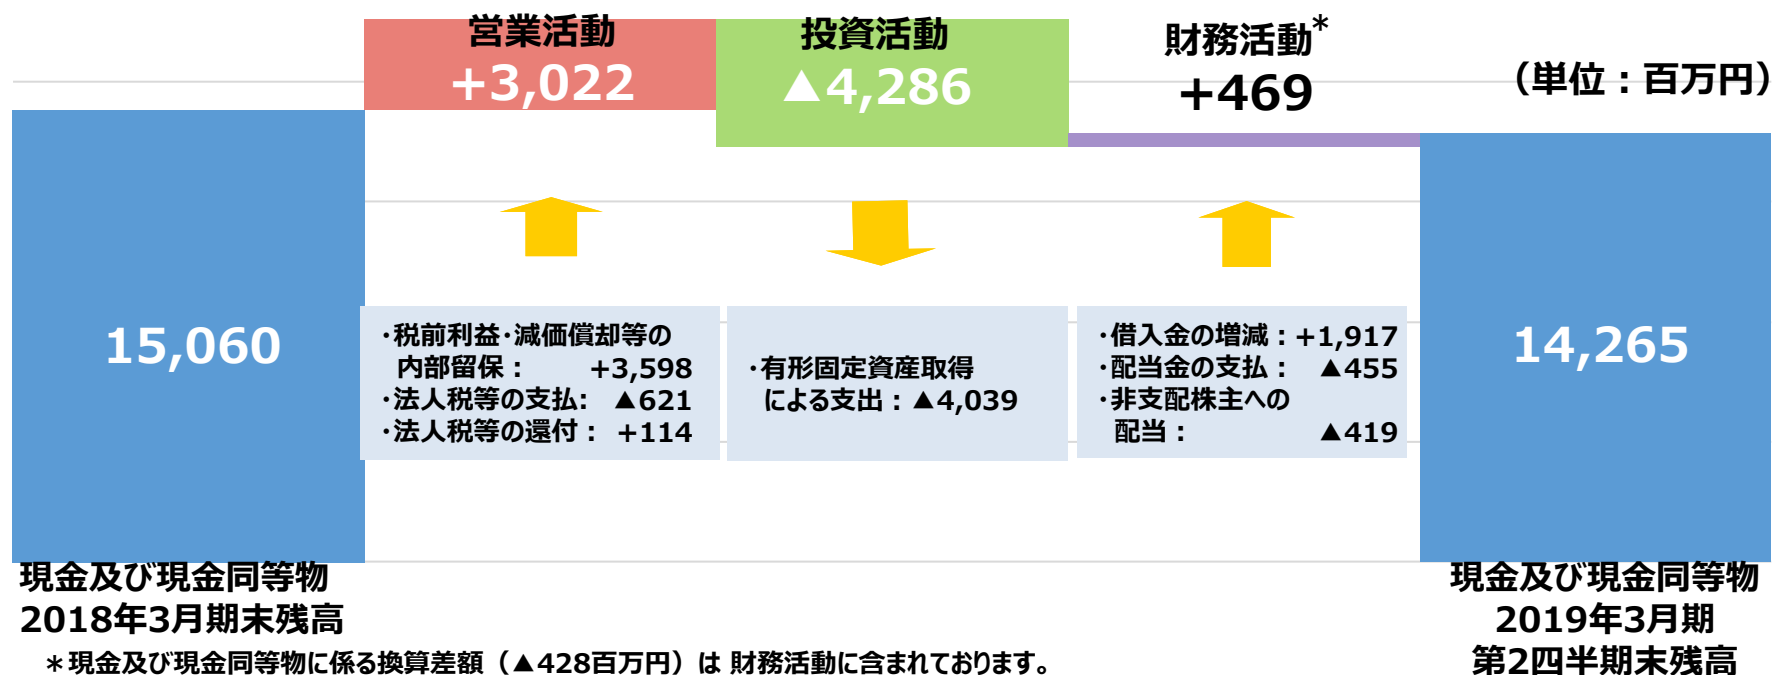 営業活動
+3,022
投資活動
▲4,286
財務活動*
+469
（単位：百万円）
15,060
・税前利益・減価償却等の
内部留保： +3,598
・法人税等の支払: ▲621
・法人税等の還付： +114
・有形固定資産取得
による支出：▲4,039
・借入金の増減：+1,917
・配当金の支払： ▲455
・非支配株主への
配当： ▲419
14,265
現金及び現金同等物
2018年3月期末残高
現金及び現金同等物
2019年3月期
第2四半期末残高
＊現金及び現金同等物に係る換算差額（▲428百万円）は 財務活動に含まれております。